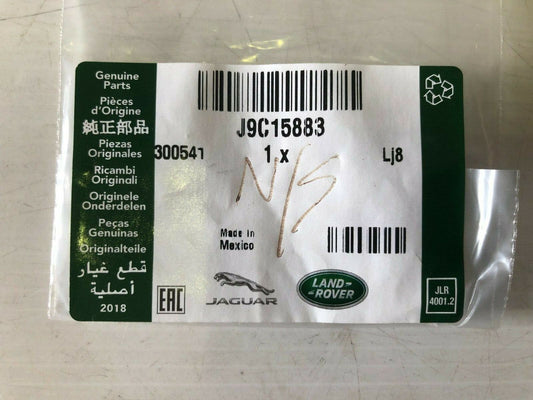 Genuine
Parts
Pièces
d'Origine
純正部品
Piezas
Originales
Ricambi
Originali
Originele
Onderdelen
Peças
Genuínas
Originalteile
قطع غيار
أصلية
2018
J9C15883
300541 1 x Lj8
N/S
Made in
Mexico
EAC
JAGUAR
LAND-
-ROVER
JLR
4001.2